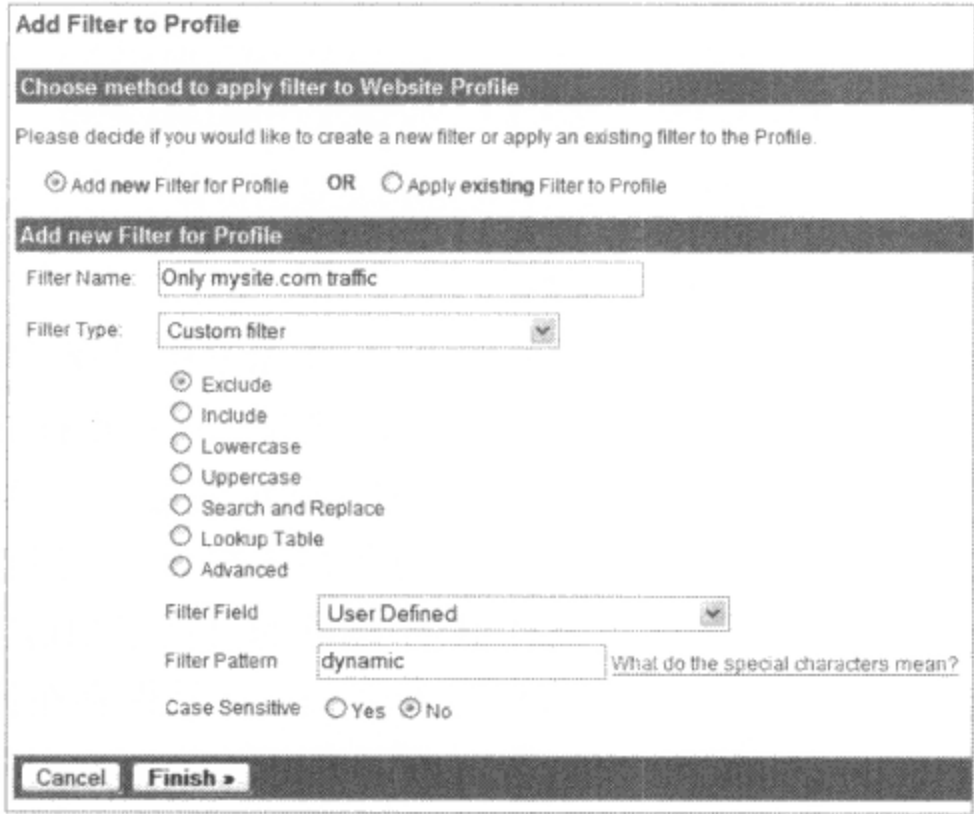 Add Filter to Profile
Choose method to apply filter to Website Profile
Please decide if you would like to create a new filter or apply an existing filter to the Profile.
Add new Filter for Profile OR Apply existing Filter to Profile
Add new Filter for Profile
Filter Name: Only mysite.com traffic
Filter Type: Custom filter
Exclude
Include
Lowercase
Uppercase
Search and Replace
Lookup Table
Advanced
Filter Field User Defined
Filter Pattern dynamic What do the special characters mean?
Case Sensitive Yes No
Cancel Finish »